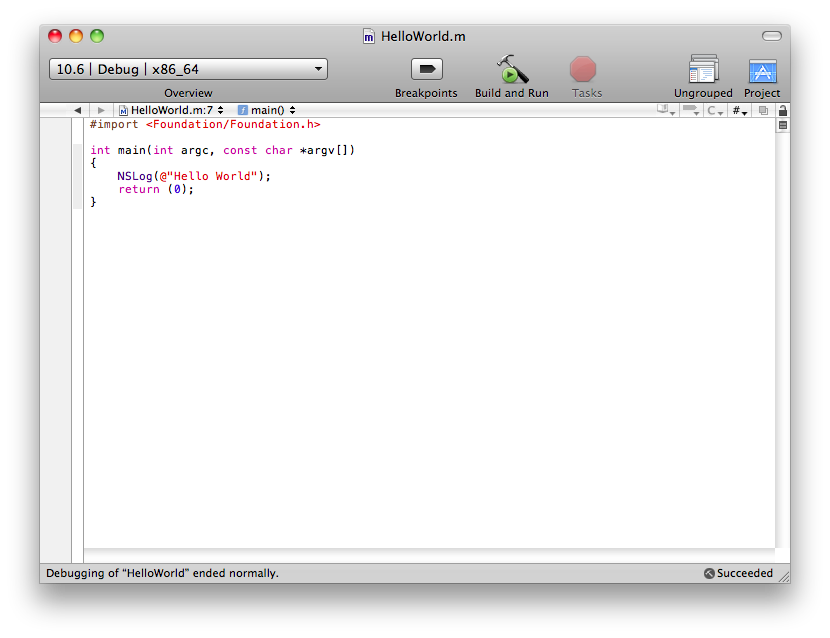 HelloWorld.m
10.6 | Debug | x86_64
Overview
Breakpoints
Build and Run
Tasks
Ungrouped
Project
HelloWorld.m:7
main()
C
#
#import <Foundation/Foundation.h>
int main(int argc, const char *argv[])
{
NSLog(@"Hello World");
return (0);
}
Debugging of “HelloWorld” ended normally.
Succeeded